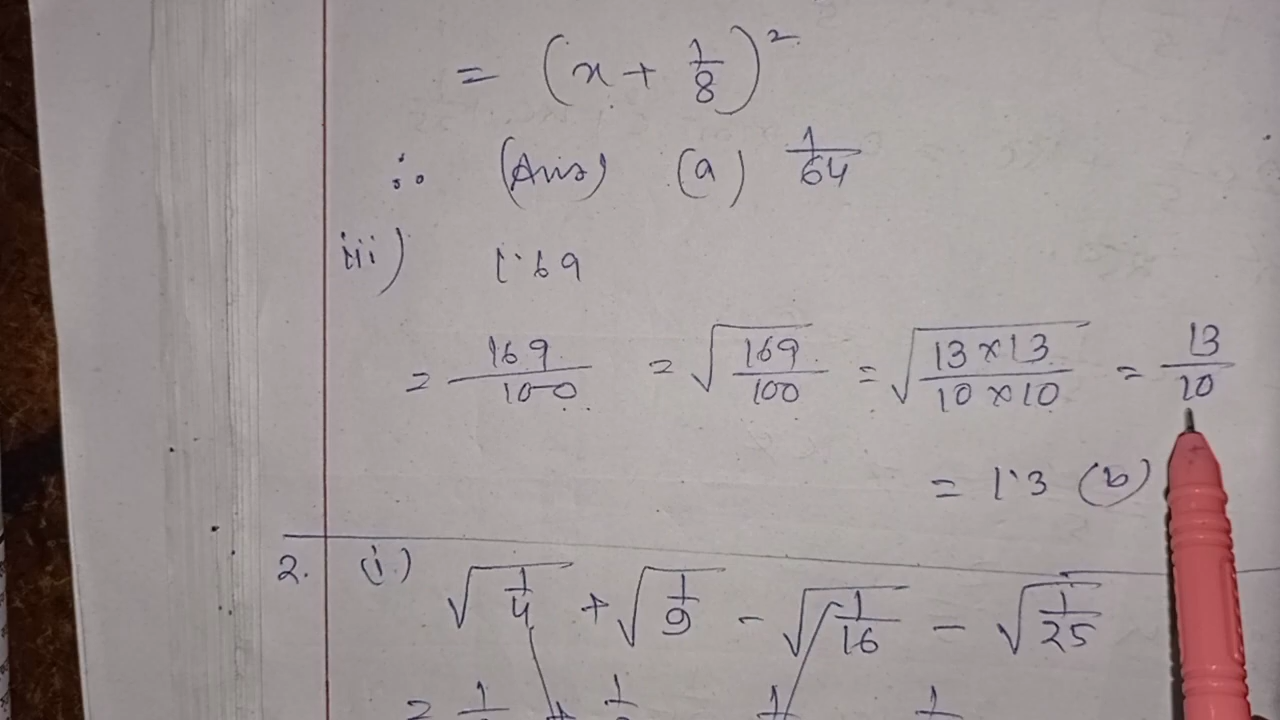 = (x + 1/8)²
∴ (Ans) (a) 1/64
iii) 1·69
= 169/100 = √(169/100) = √((13×13)/(10×10)) = 13/10
= 1·3 (b)
2. (i.) √(1/4) + √(1/9) - √(1/16) - √(1/25)